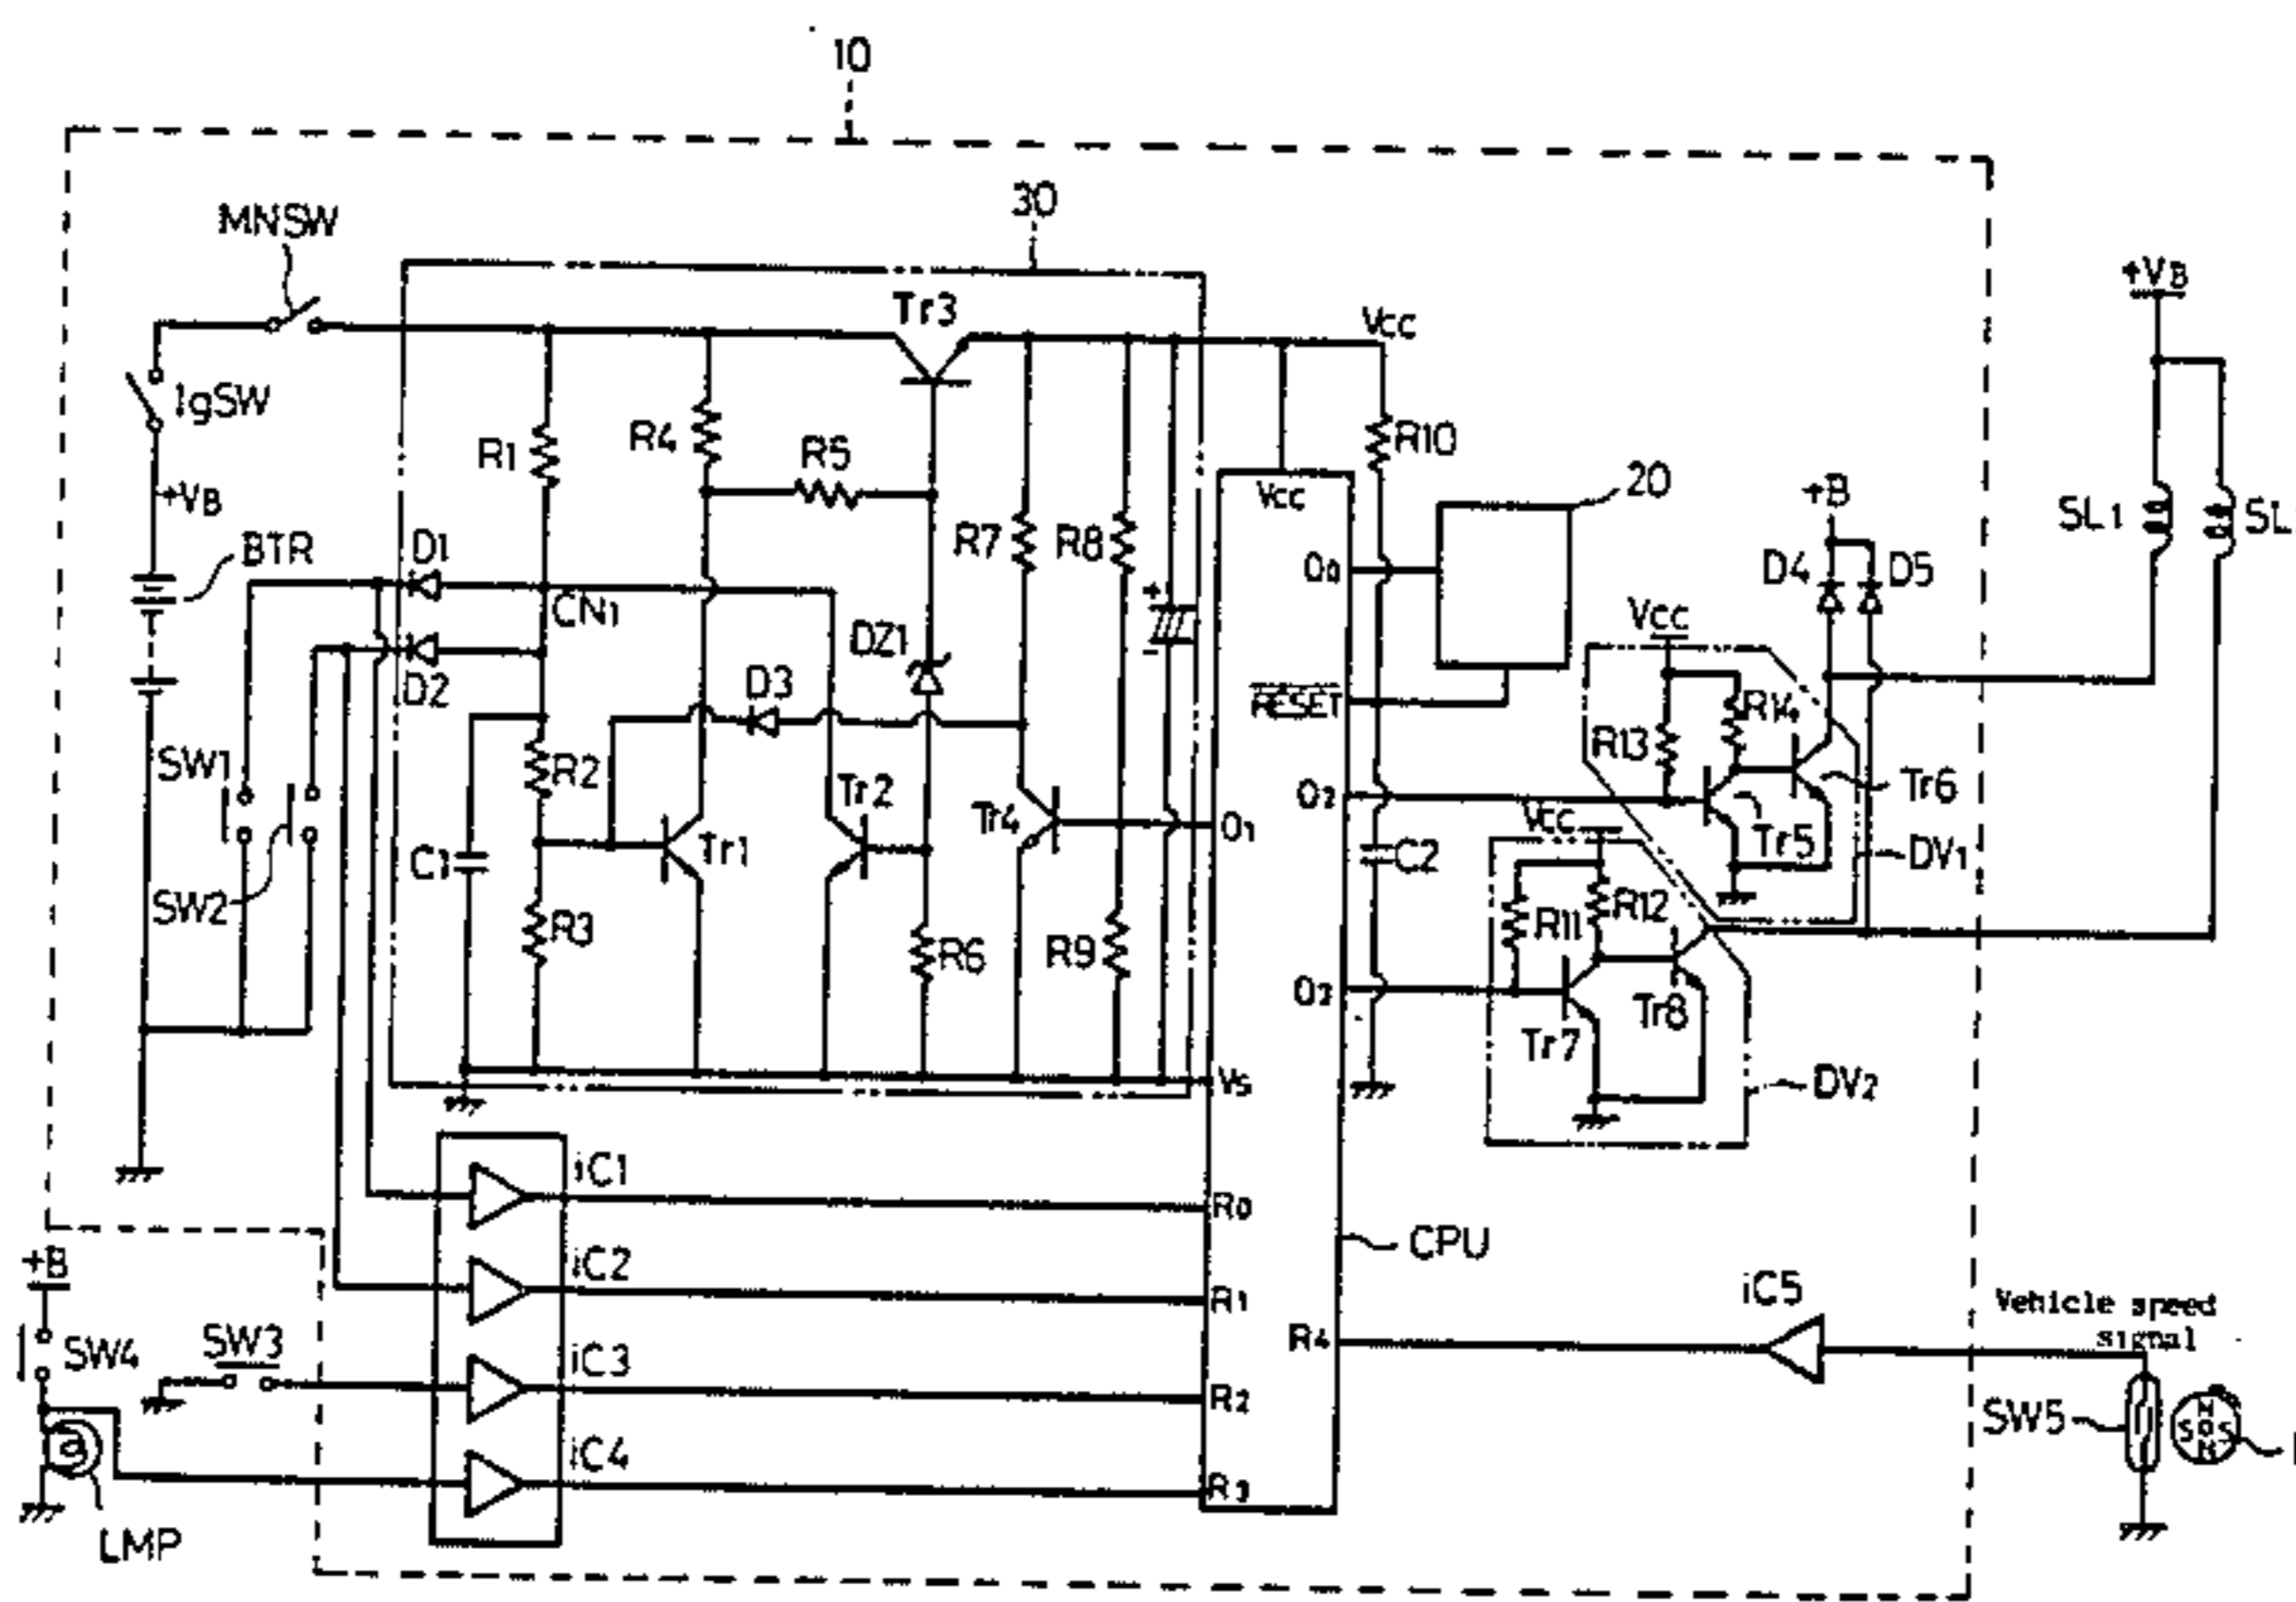 10
30
MNSW
Tr3
Vcc
+VB
IgSW
R1
R4
R5
R10
20
+VB
Vcc
+B
SL1
SL
BTR
D1
R7
R8
O0
D4
D5
CN1
+
DZ1
Vcc
D2
D3
-
RESET
R14
R13
SW1
R2
Tr2
Tr4
O2
Tr6
Vcc
O1
Tr5
C1
Tr1
C2
DV1
SW2
R3
R6
R9
R11
R12
O3
Tr8
Tr7
Vs
DV2
iC1
R0
CPU
+B
iC2
R1
iC5
Vehicle speed
signal
SW4
SW3
iC3
R4
R2
SW5
N
S
S
N
iC4
R3
LMP